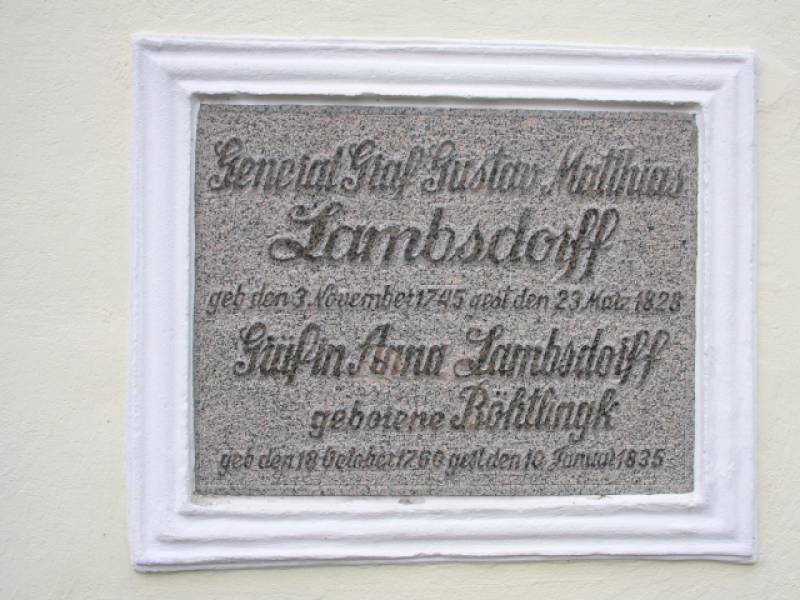 General Graf Gustav Matthias
Lambsdorff
geb den 3. November 1745 gest den 23 März 1828
Gräfin Anna Lambsdorff
geborene Böhtlingk
geb den 18 October 1766 gest. den 10 Januar 1835